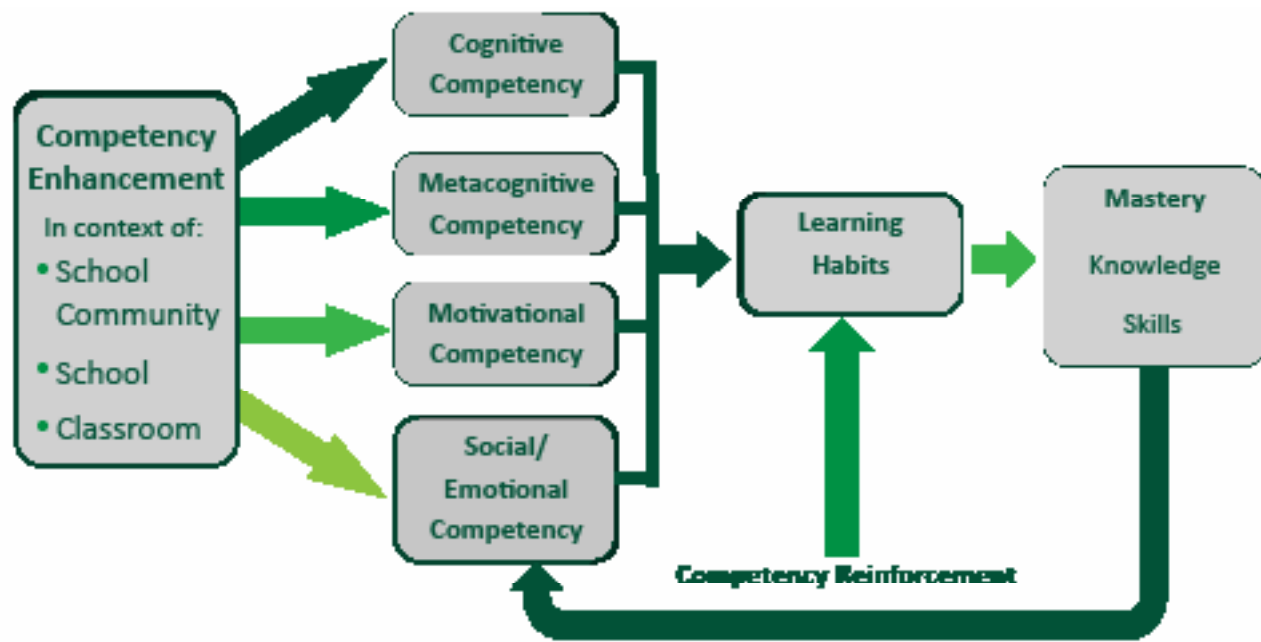 Competency
Enhancement
In context of:
• School
Community
• School
• Classroom
Cognitive
Competency
Metacognitive
Competency
Motivational
Competency
Social/
Emotional
Competency
Learning
Habits
Mastery
Knowledge
Skills
Competency Reinforcement